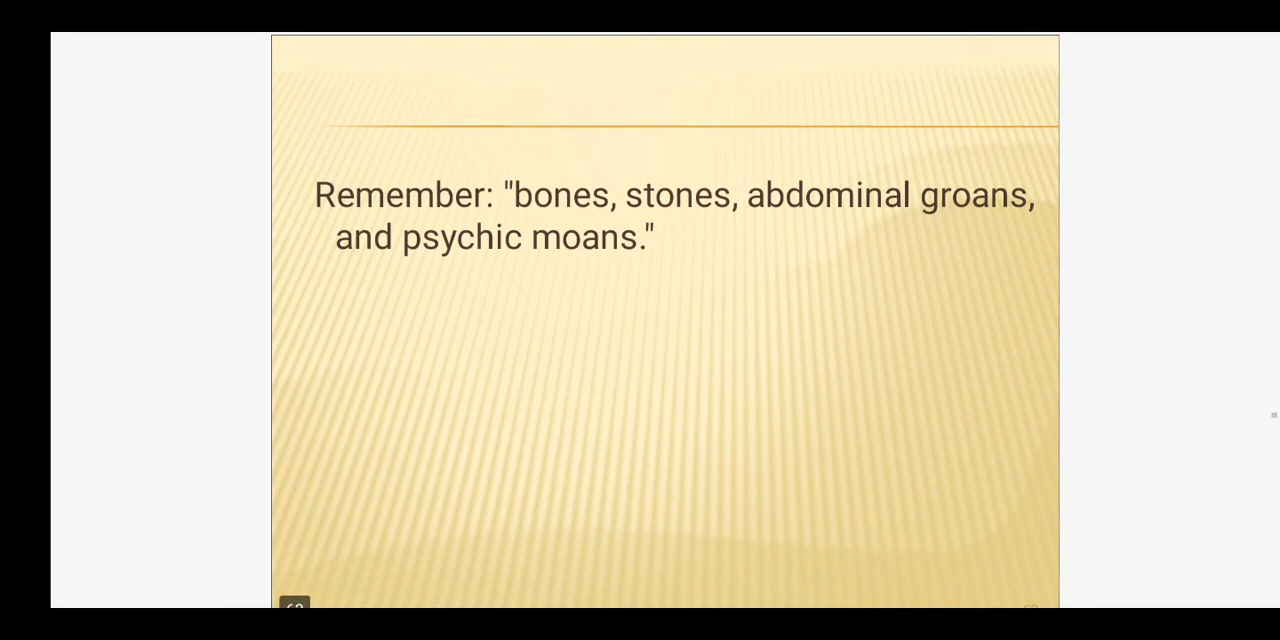 Remember: "bones, stones, abdominal groans,
and psychic moans."